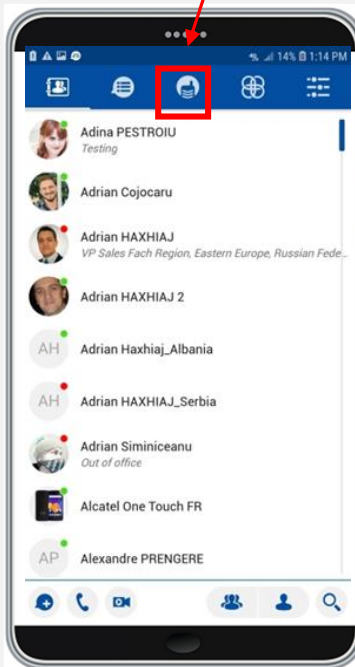 14% 1:14 PM
Adina PESTROIU
Testing
Adrian Cojocaru
Adrian HAXHIAJ
VP Sales Fach Region, Eastern Europe, Russian Fede..
Adrian HAXHIAJ 2
AH Adrian Haxhiaj_Albania
AH Adrian HAXHIAJ_Serbia
Adrian Siminiceanu
Out of office
Alcatel One Touch FR
AP Alexandre PRENGERE